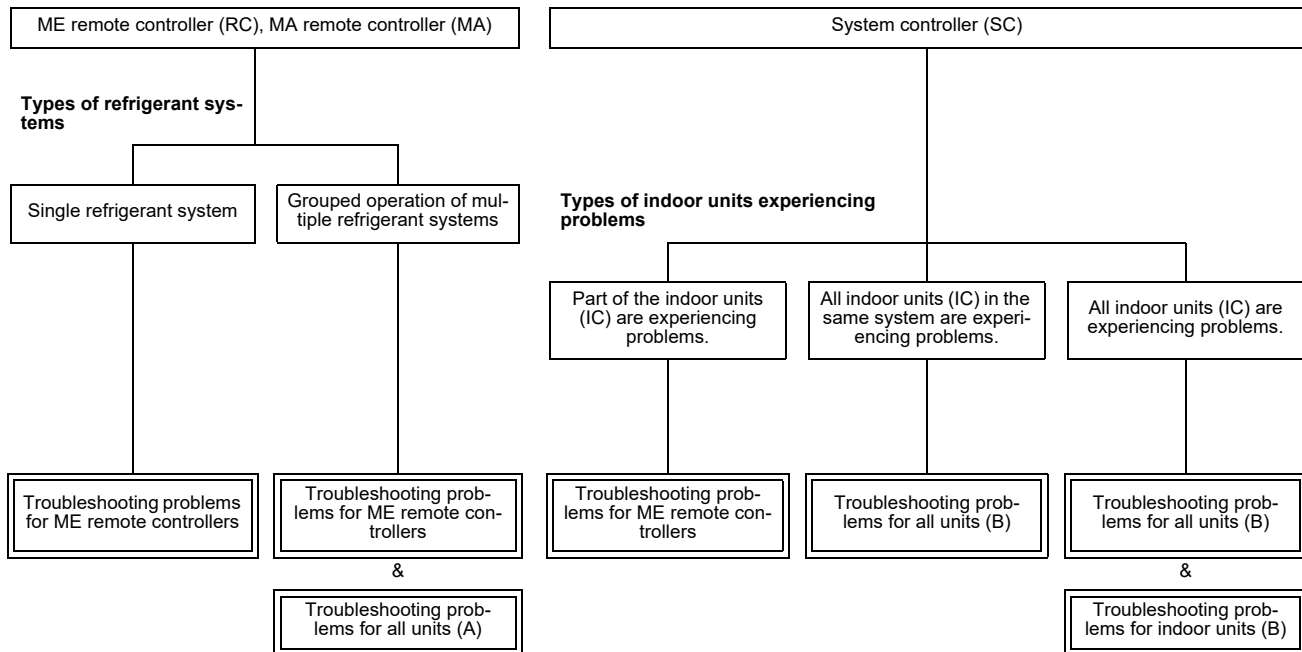 ME remote controller (RC), MA remote controller (MA)
System controller (SC)
Types of refrigerant sys-
tems
Single refrigerant system
Grouped operation of mul-
tiple refrigerant systems
Types of indoor units experiencing
problems
Part of the indoor units
(IC) are experiencing
problems.
All indoor units (IC) in the
same system are experi-
encing problems.
All indoor units (IC) are
experiencing problems.
Troubleshooting problems
for ME remote controllers
Troubleshooting prob-
lems for ME remote con-
trollers
Troubleshooting prob-
lems for ME remote con-
trollers
Troubleshooting prob-
lems for all units (B)
Troubleshooting prob-
lems for all units (B)
&
&
Troubleshooting prob-
lems for all units (A)
Troubleshooting prob-
lems for indoor units (B)